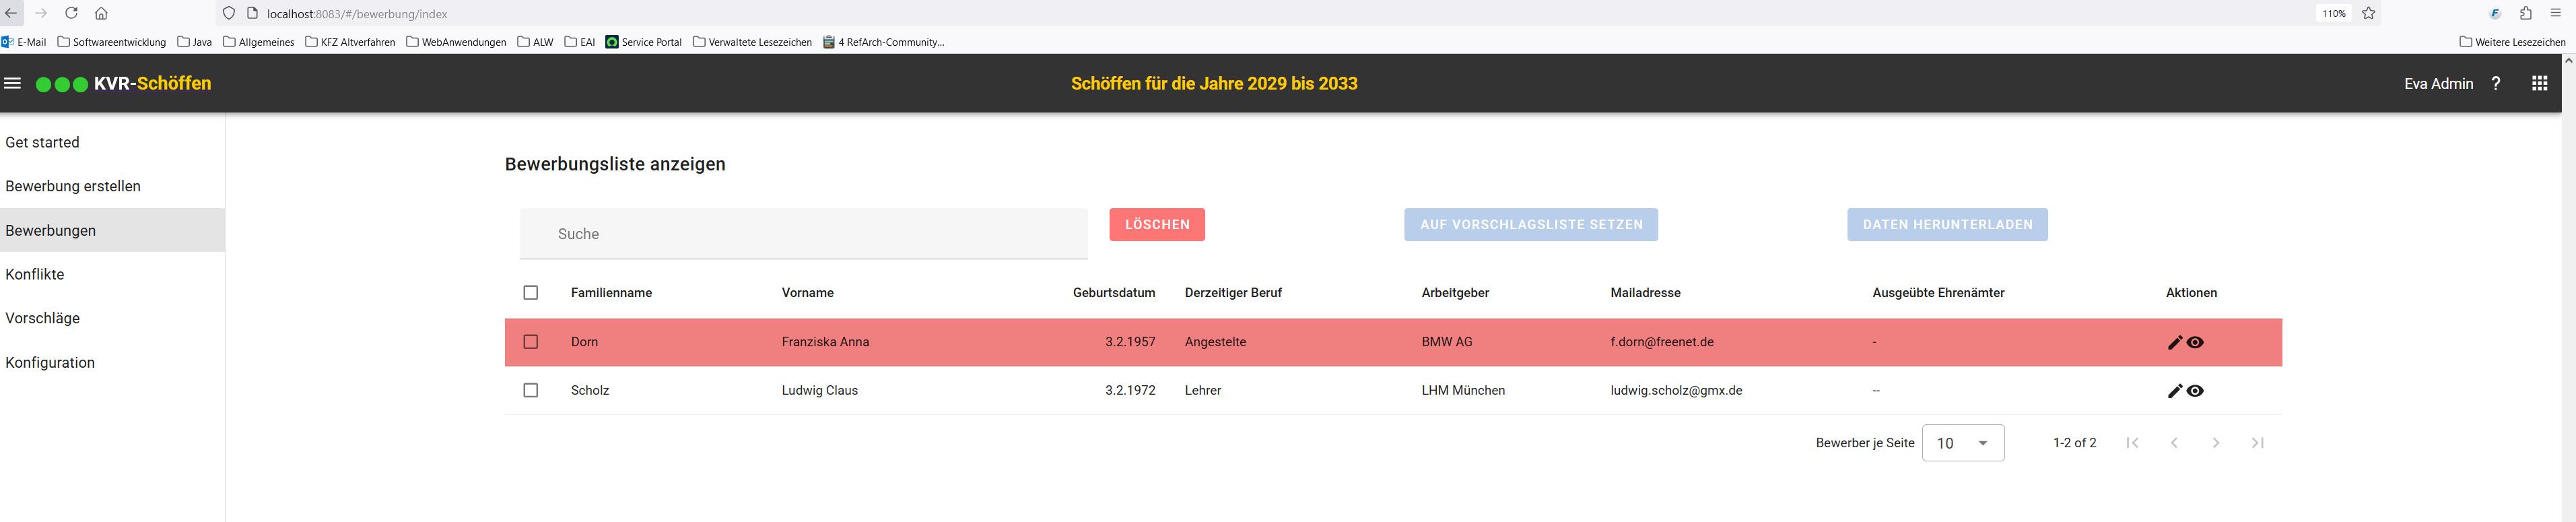 localhost:8083/#/bewerbung/index 110%
E-Mail Softwareentwicklung Java Allgemeines KFZ Altverfahren WebAnwendungen ALW EAI Service Portal Verwaltete Lesezeichen 4 RefArch-Community... Weitere Lesezeichen
KVR-Schöffen Schöffen für die Jahre 2029 bis 2033 Eva Admin ?
Get started
Bewerbung erstellen
Bewerbungen
Konflikte
Vorschläge
Konfiguration
Bewerbungsliste anzeigen
Suche LÖSCHEN AUF VORSCHLAGSLISTE SETZEN DATEN HERUNTERLADEN
Familienname Vorname Geburtsdatum Derzeitiger Beruf Arbeitgeber Mailadresse Ausgeübte Ehrenämter Aktionen
Dorn Franziska Anna 3.2.1957 Angestelte BMW AG f.dorn@freenet.de -
Scholz Ludwig Claus 3.2.1972 Lehrer LHM München ludwig.scholz@gmx.de --
Bewerber je Seite 10 1-2 of 2